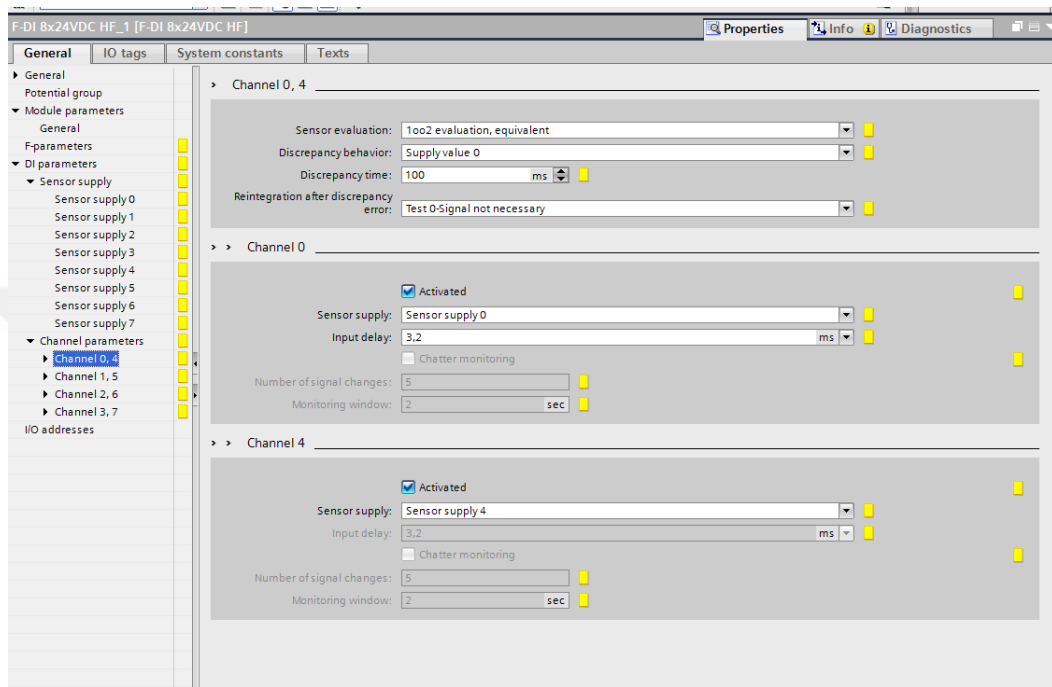 F-DI 8x24VDC HF_1 [F-DI 8x24VDC HF]
Properties
Info
Diagnostics
General
IO tags
System constants
Texts
General
Potential group
Module parameters
General
F-parameters
DI parameters
Sensor supply
Sensor supply 0
Sensor supply 1
Sensor supply 2
Sensor supply 3
Sensor supply 4
Sensor supply 5
Sensor supply 6
Sensor supply 7
Channel parameters
Channel 0, 4
Channel 1, 5
Channel 2, 6
Channel 3, 7
I/O addresses
Channel 0, 4
Sensor evaluation: 1oo2 evaluation, equivalent
Discrepancy behavior: Supply value 0
Discrepancy time: 100 ms
Reintegration after discrepancy
error: Test 0-Signal not necessary
Channel 0
Activated
Sensor supply: Sensor supply 0
Input delay: 3,2 ms
Chatter monitoring
Number of signal changes: 5
Monitoring window: 2 sec
Channel 4
Activated
Sensor supply: Sensor supply 4
Input delay: 3,2 ms
Chatter monitoring
Number of signal changes: 5
Monitoring window: 2 sec